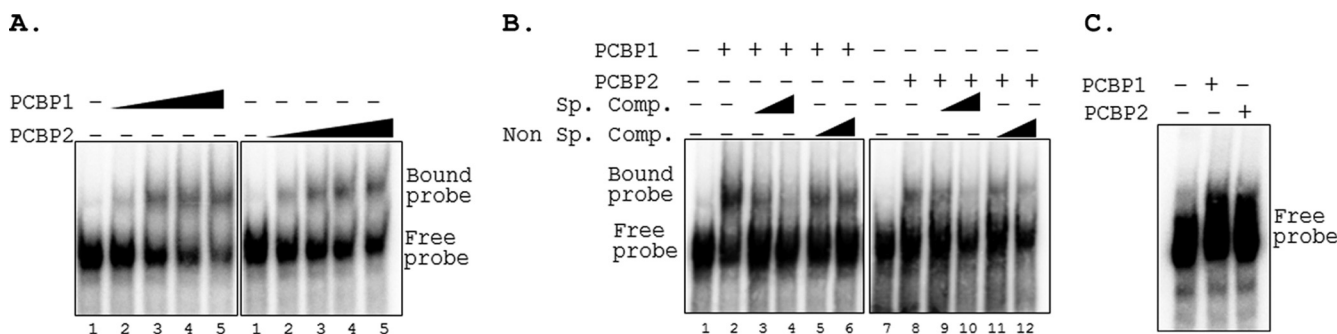 A.
PCBP1 – – – – – –
PCBP2 – – – – – –
Bound probe
Free probe
1 2 3 4 5 1 2 3 4 5
B.
PCBP1 – + + + + + – – – – – –
PCBP2 – – – – – – – + + + + +
Sp. Comp. – – – – – – – –
Non Sp. Comp. – – – – – – – –
Bound probe
Free probe
1 2 3 4 5 6 7 8 9 10 11 12
C.
PCBP1 – + –
PCBP2 – – +
Free probe